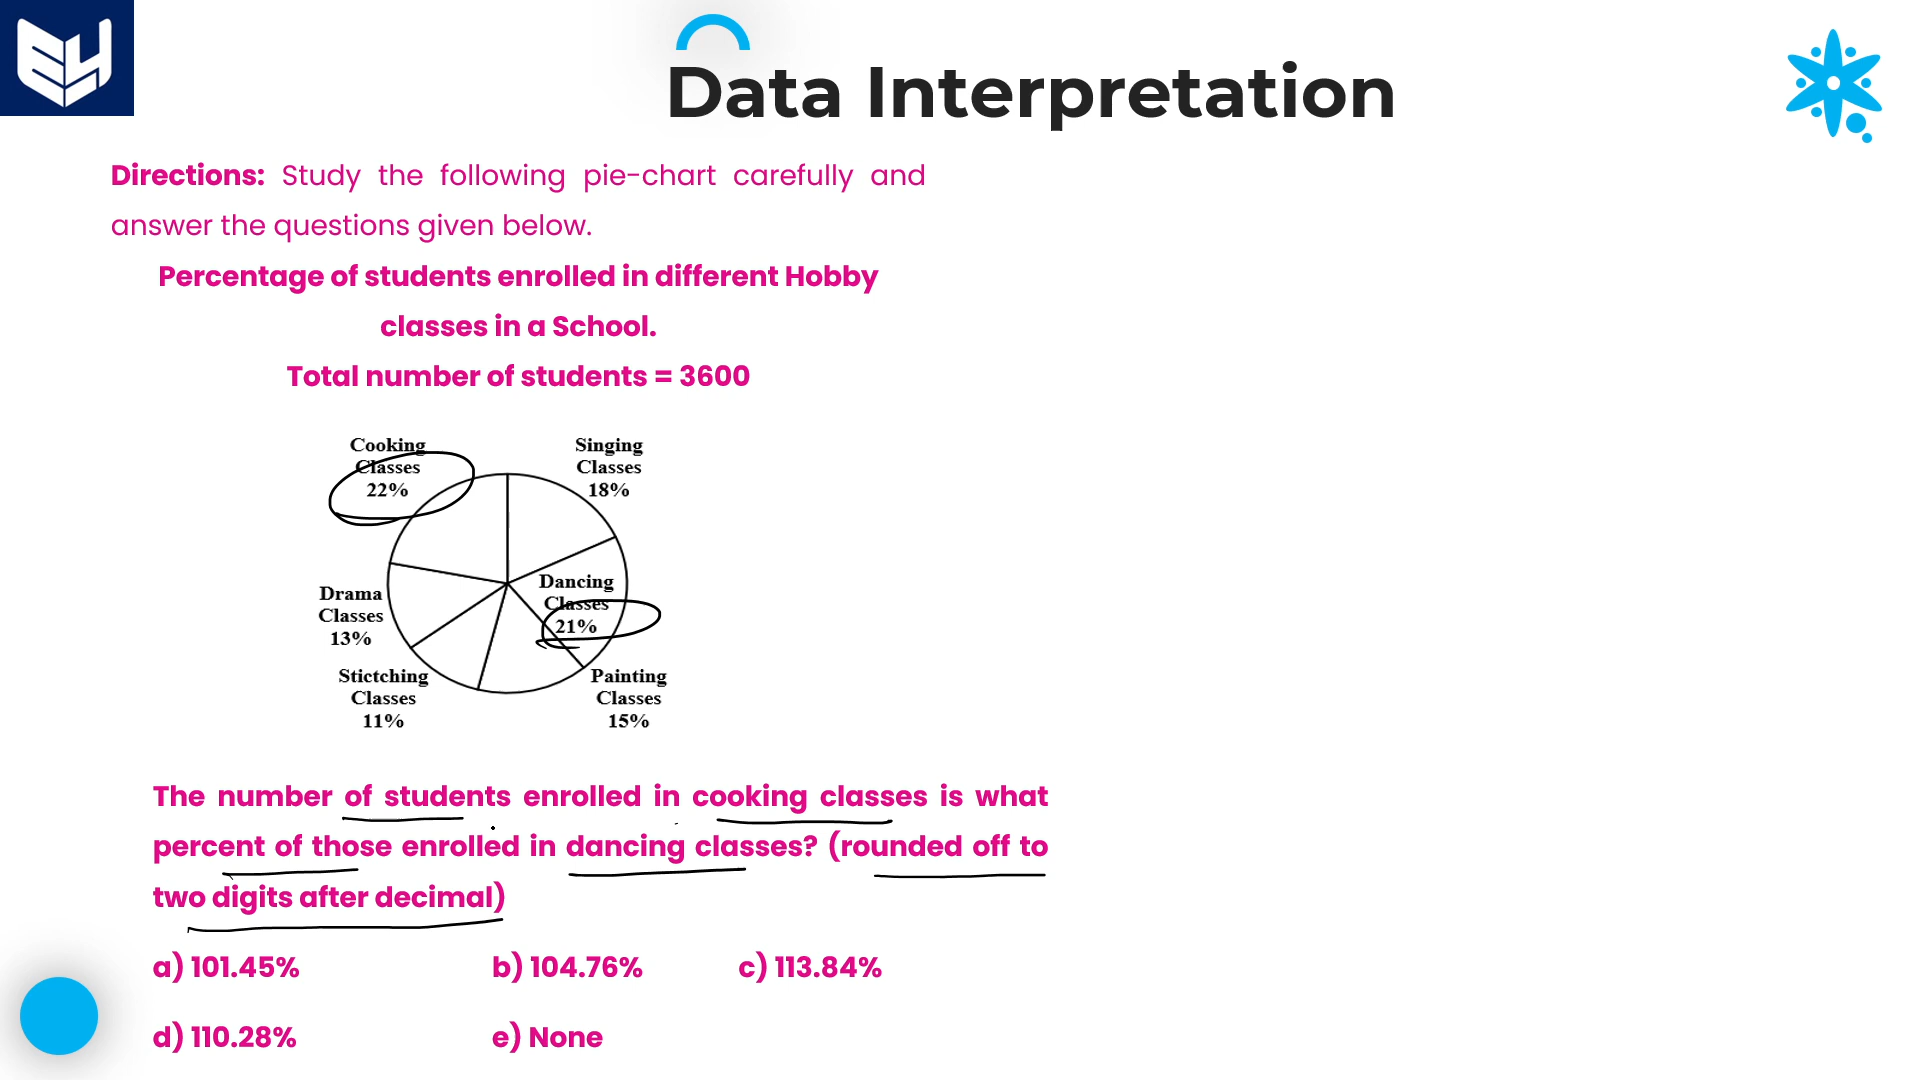 Data Interpretation
Directions: Study the following pie-chart carefully and
answer the questions given below.
Percentage of students enrolled in different Hobby
classes in a School.
Total number of students = 3600
Cooking
Classes
22%
Singing
Classes
18%
Dancing
Classes
21%
Drama
Classes
13%
Stictching
Classes
11%
Painting
Classes
15%
The number of students enrolled in cooking classes is what
percent of those enrolled in dancing classes? (rounded off to
two digits after decimal)
a) 101.45% b) 104.76% c) 113.84%
d) 110.28% e) None